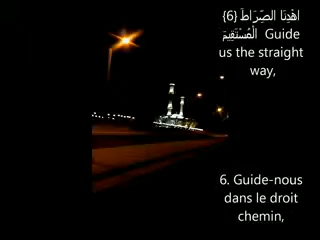 اهْدِنَا الصِّرَاطَ {6}
الْمُسْتَقِيمَ Guide
us the straight
way,
6. Guide-nous
dans le droit
chemin,